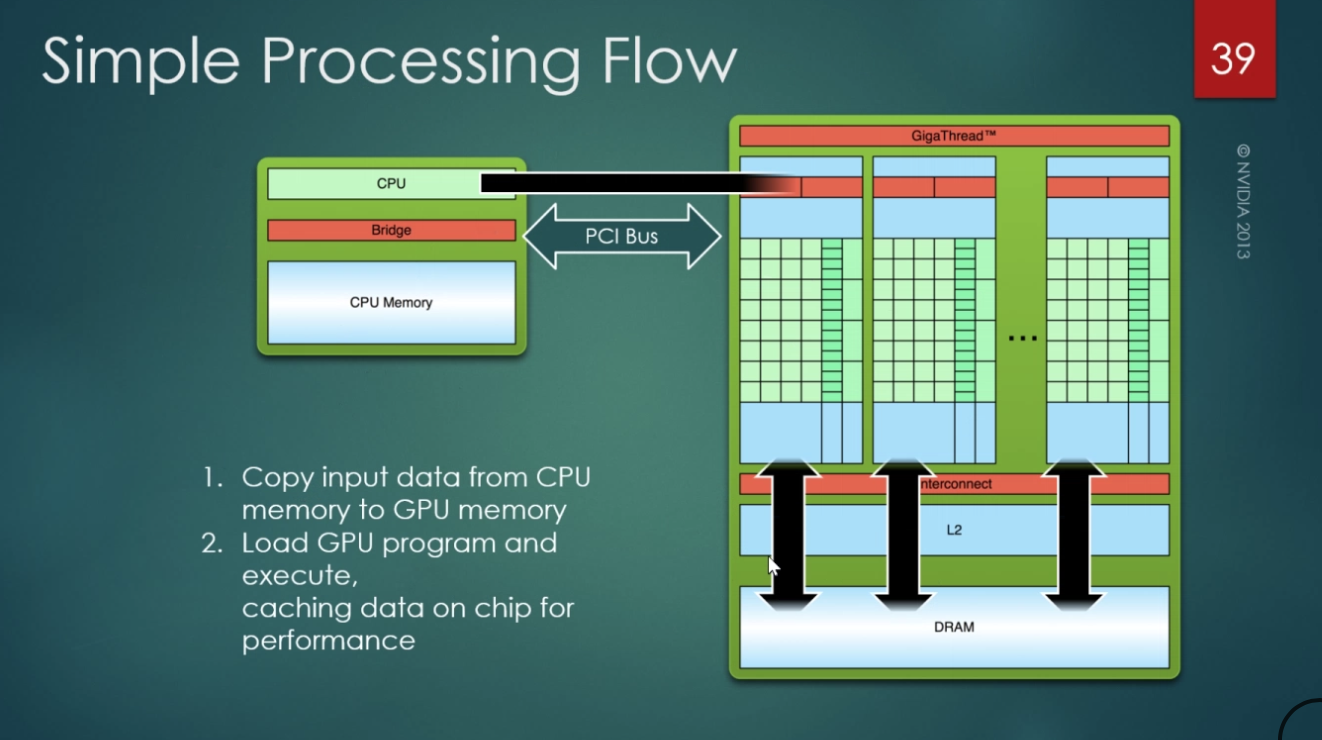 Simple Processing Flow
39
© NVIDIA 2013
GigaThread™
CPU
Bridge
PCI Bus
CPU Memory
...
1. Copy input data from CPU
memory to GPU memory
2. Load GPU program and
execute,
caching data on chip for
performance
nterconnect
L2
DRAM